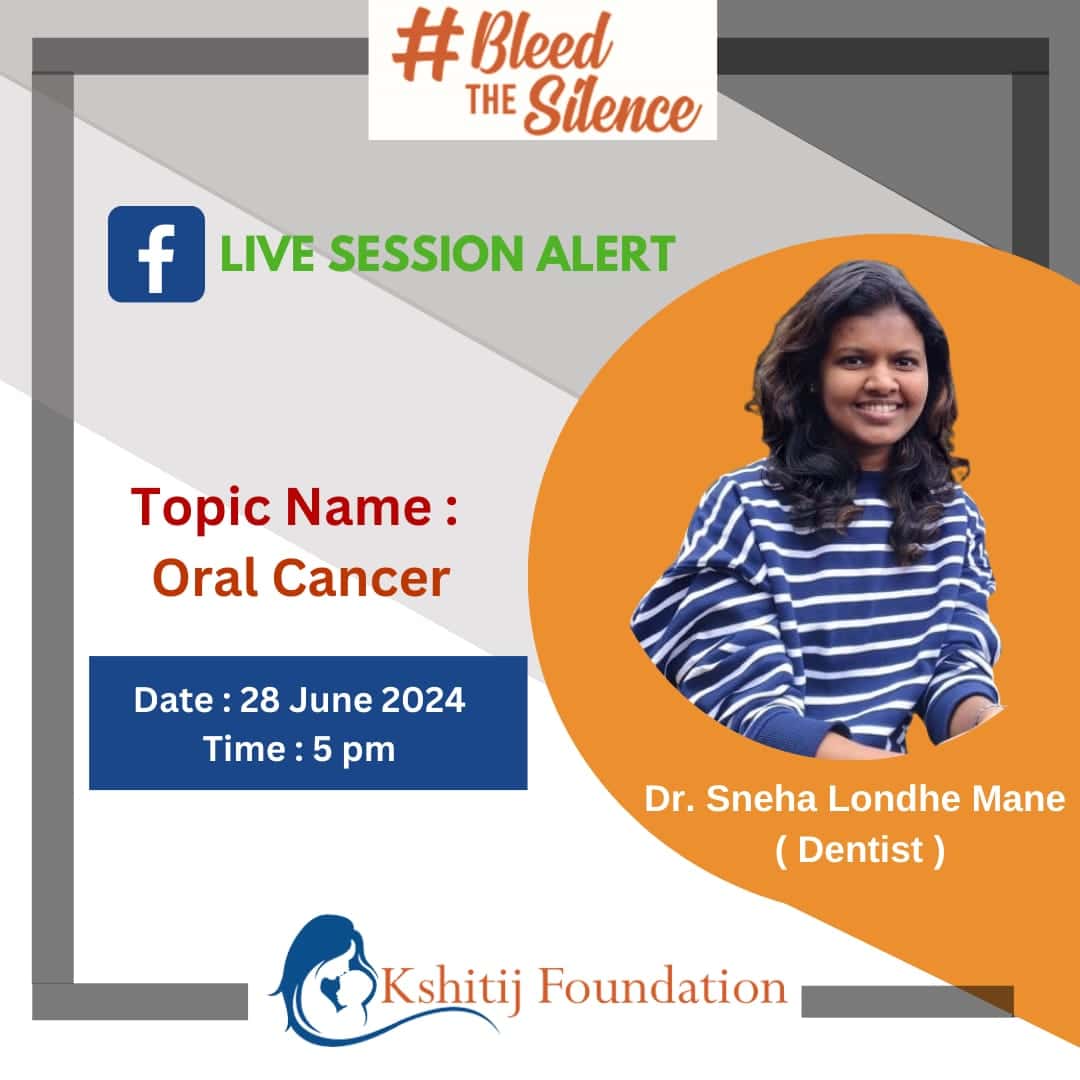 #Bleed
THE Silence
f LIVE SESSION ALERT
Topic Name :
Oral Cancer
Date : 28 June 2024
Time : 5 pm
Dr. Sneha Londhe Mane
( Dentist )
Kshitij Foundation